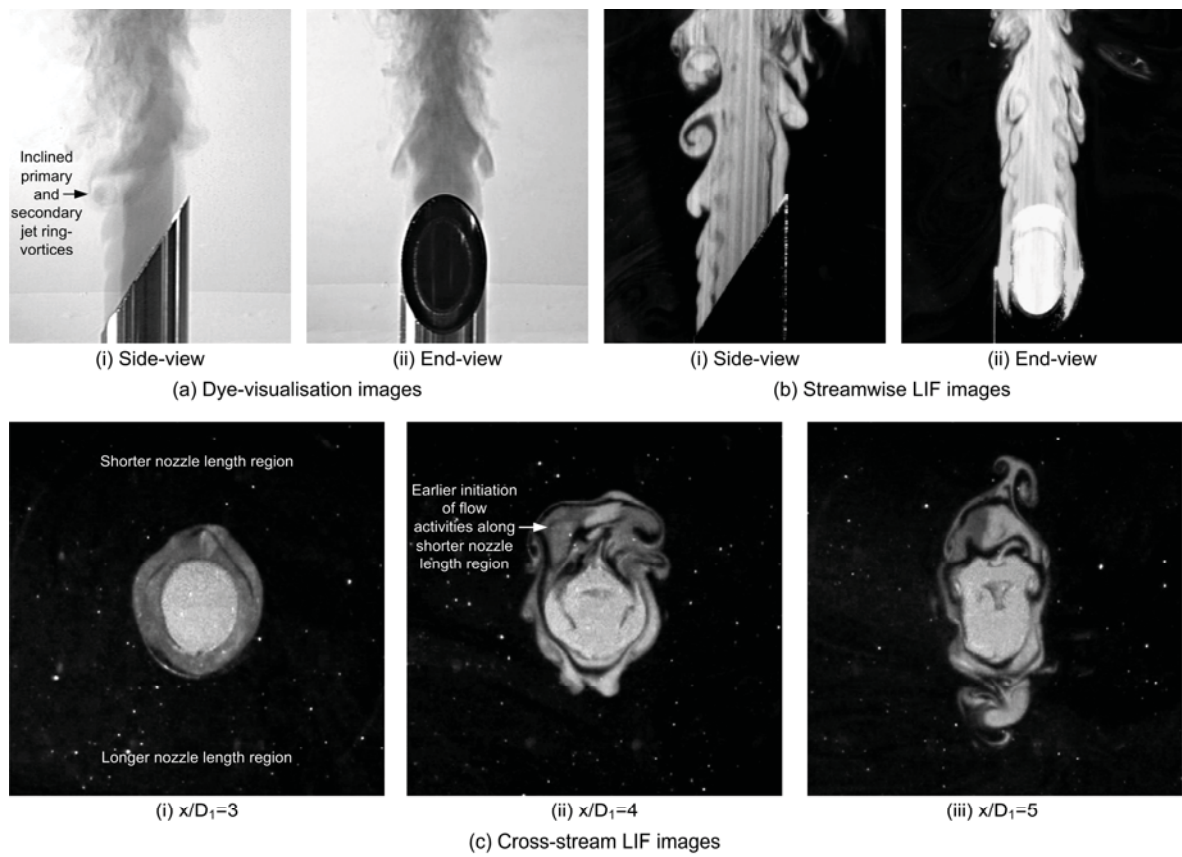 Inclined
primary
and
secondary
jet ring-
vortices
(i) Side-view
(ii) End-view
(i) Side-view
(ii) End-view
(a) Dye-visualisation images
(b) Streamwise LIF images
Shorter nozzle length region
Longer nozzle length region
Earlier initiation
of flow
activities along
shorter nozzle
length region
(i) x/D₁=3
(ii) x/D₁=4
(iii) x/D₁=5
(c) Cross-stream LIF images